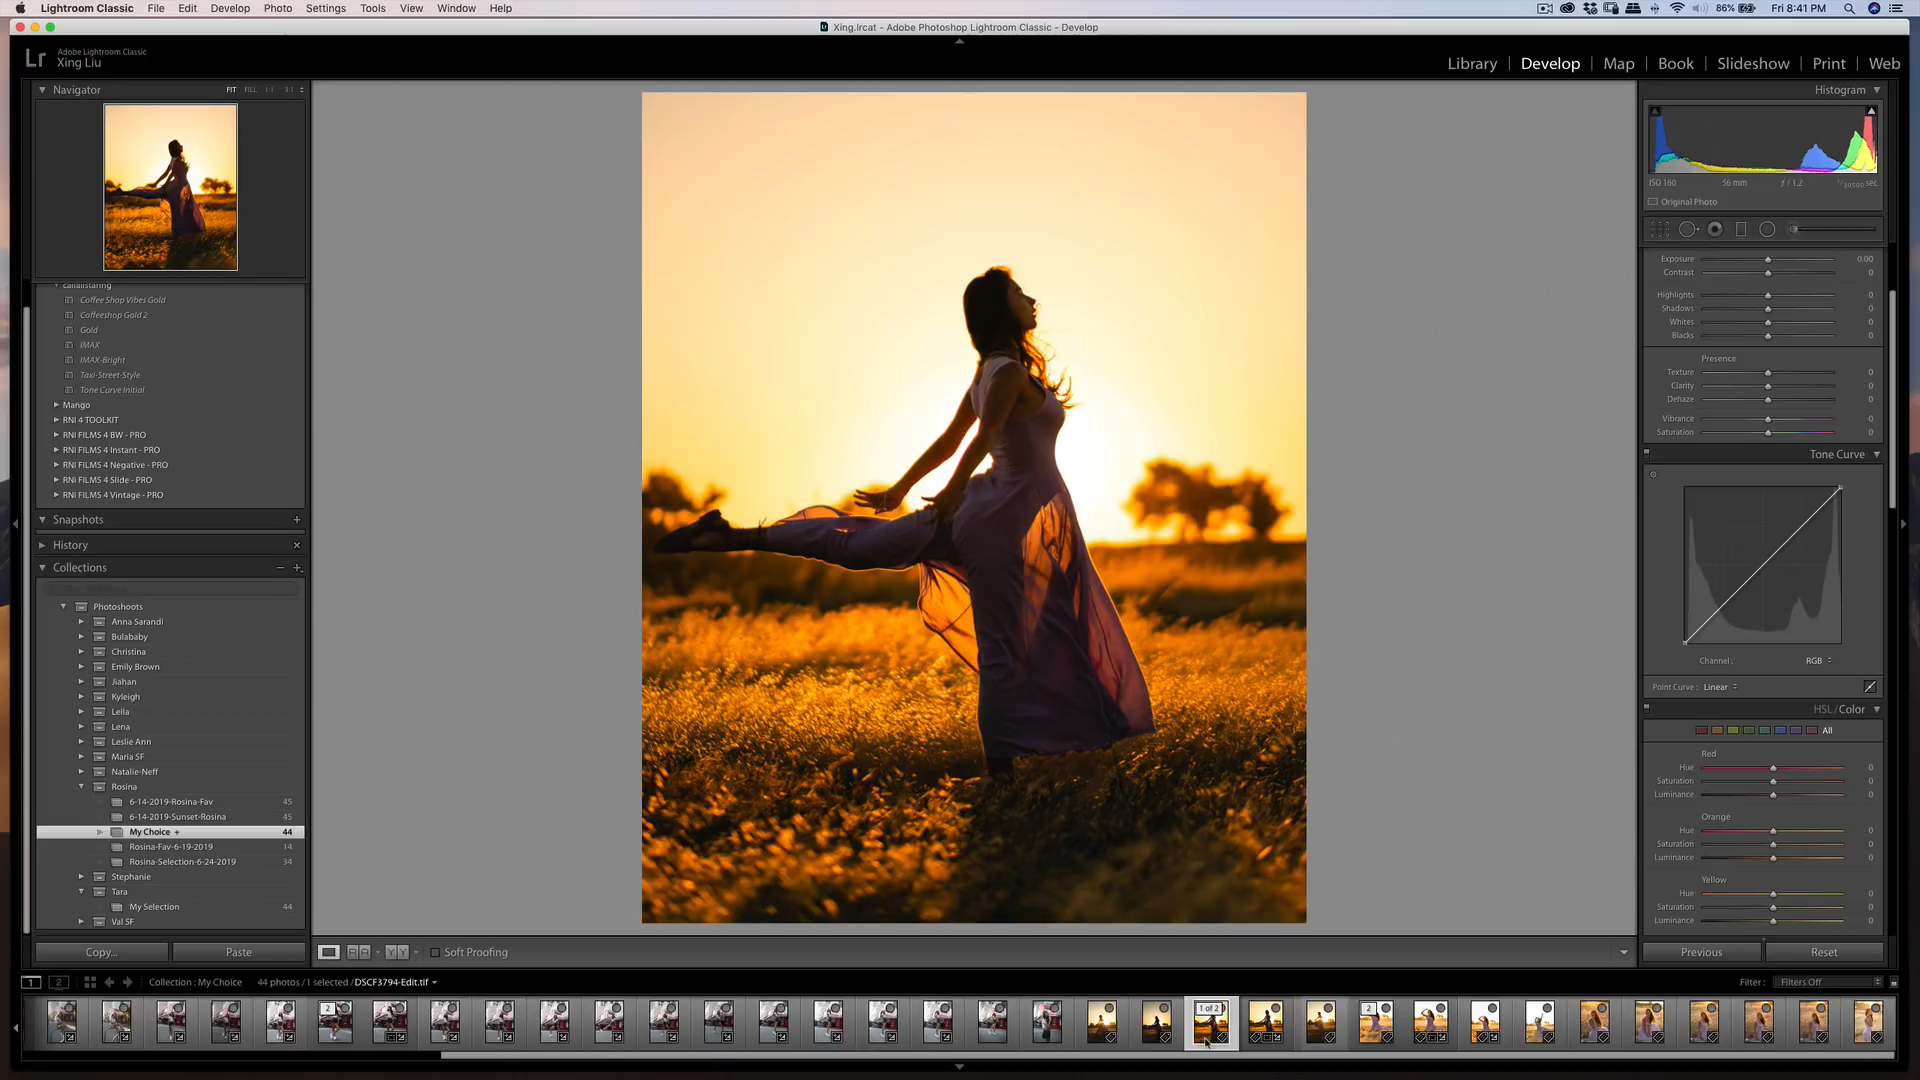 Lightroom Classic File Edit Develop Photo Settings Tools View Window Help
86% Fri 8:41 PM
Xing.lrcat - Adobe Photoshop Lightroom Classic - Develop
Lr Adobe Lightroom Classic
Xing Liu
Library | Develop | Map | Book | Slideshow | Print | Web
Navigator FIT FILL 1:1 3:1
Histogram
ISO 160 56 mm f / 1.2
Original Photo
callalistaring
Coffee Shop Vibes Gold
Coffeeshop Gold 2
Gold
IMAX
IMAX-Bright
Taxi-Street-Style
Tone Curve Initial
Mango
RNI 4 TOOLKIT
RNI FILMS 4 BW - PRO
RNI FILMS 4 Instant - PRO
RNI FILMS 4 Negative - PRO
RNI FILMS 4 Slide - PRO
RNI FILMS 4 Vintage - PRO
Snapshots +
History ×
Collections − +
Photoshoots
Anna Sarandi
Bulababy
Christina
Emily Brown
Jiahan
Kyleigh
Leila
Lena
Leslie Ann
Maria SF
Natalie-Neff
Rosina
6-14-2019-Rosina-Fav 45
6-14-2019-Sunset-Rosina 45
My Choice + 44
Rosina-Fav-6-19-2019 14
Rosina-Selection-6-24-2019 34
Stephanie
Tara
My Selection 44
Val SF
Copy... Paste
Exposure 0.00
Contrast 0
Highlights 0
Shadows 0
Whites 0
Blacks 0
Presence
Texture 0
Clarity 0
Dehaze 0
Vibrance 0
Saturation 0
Tone Curve
Channel : RGB
Point Curve : Linear
HSL / Color
All
Red
Hue 0
Saturation 0
Luminance 0
Orange
Hue 0
Saturation 0
Luminance 0
Yellow
Hue 0
Saturation 0
Luminance 0
Previous Reset
Soft Proofing
1 2 Collection : My Choice 44 photos / 1 selected / DSCF3794-Edit.tif
Filter : Filters Off
2 1 of 2 2